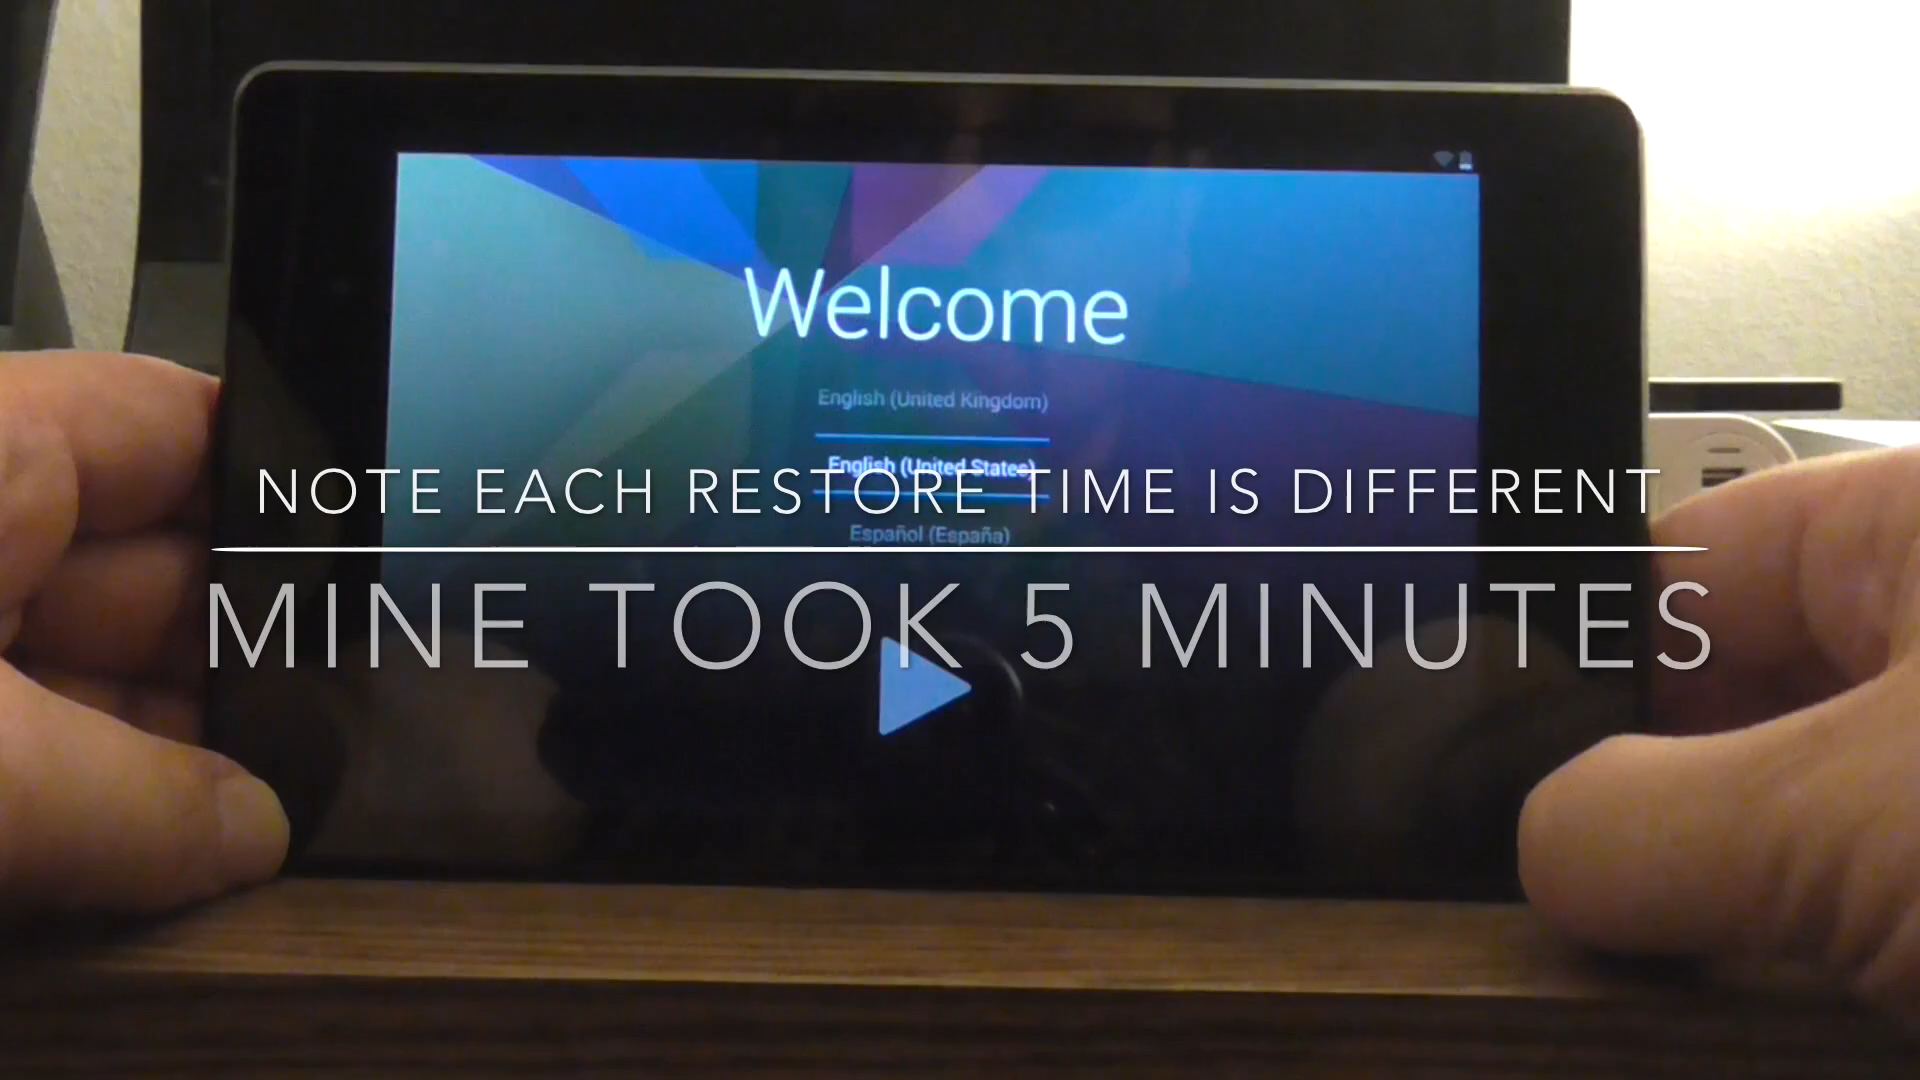 Welcome
English (United Kingdom)
English (United States)
NOTE EACH RESTORE TIME IS DIFFERENT
Español (España)
MINE TOOK 5 MINUTES